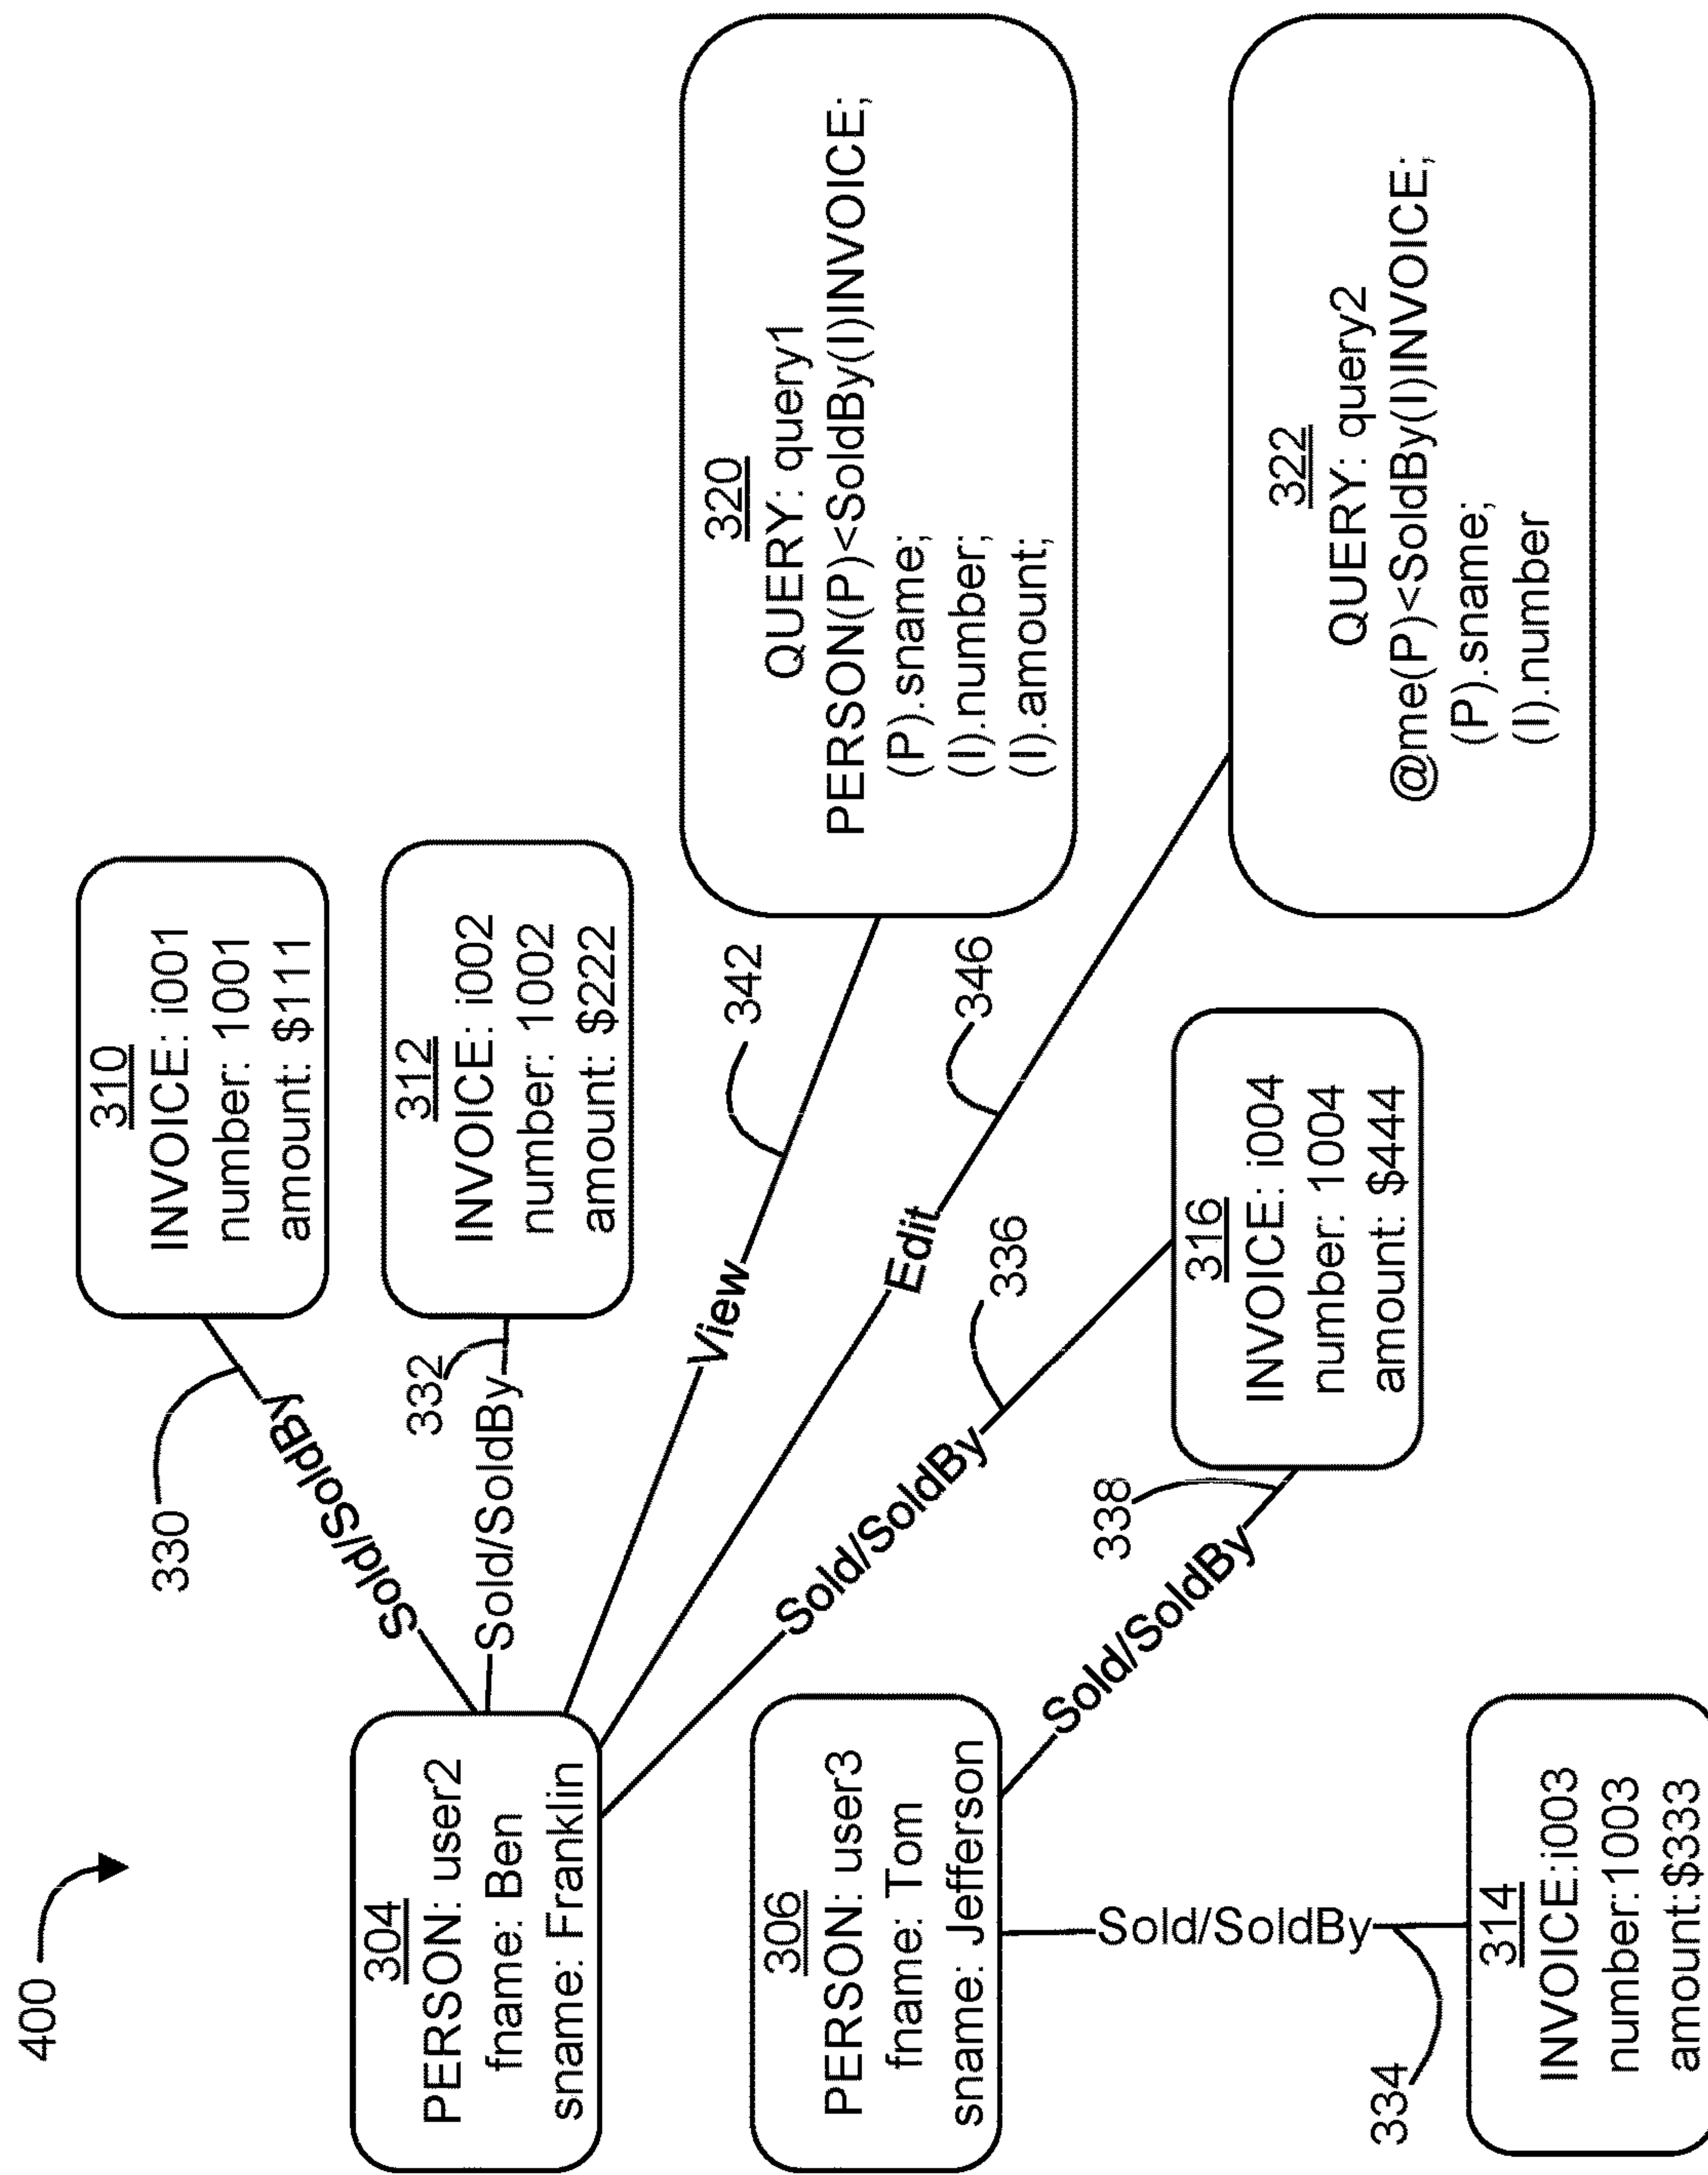 400
304
PERSON: user2
fname: Ben
sname: Franklin
330
Sold/SoldBy
310
INVOICE: i001
number: 1001
amount: $111
332
Sold/SoldBy
312
INVOICE: i002
number: 1002
amount: $222
View
342
320
QUERY: query1
PERSON(P)<SoldBy(I)INVOICE;
(P).sname;
(I).number;
(I).amount;
Edit
346
322
QUERY: query2
@me(P)<SoldBy(I)INVOICE;
(P).sname;
(I).number
Sold/SoldBy
336
306
PERSON: user3
fname: Tom
sname: Jefferson
Sold/SoldBy
338
316
INVOICE: i004
number: 1004
amount: $444
334
Sold/SoldBy
314
INVOICE:i003
number:1003
amount:$333